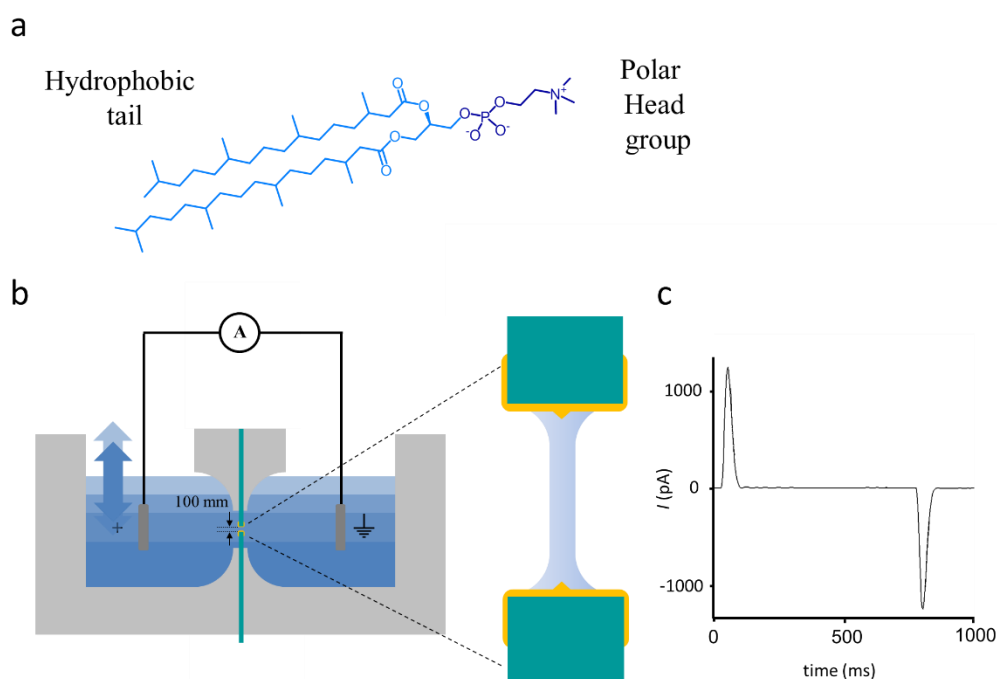 a
Hydrophobic
tail
Polar
Head
group
O
O
O
O
O
P
O
N+
-O
O-
b
A
100 mm
+
c
I (pA)
1000
0
-1000
0
500
1000
time (ms)